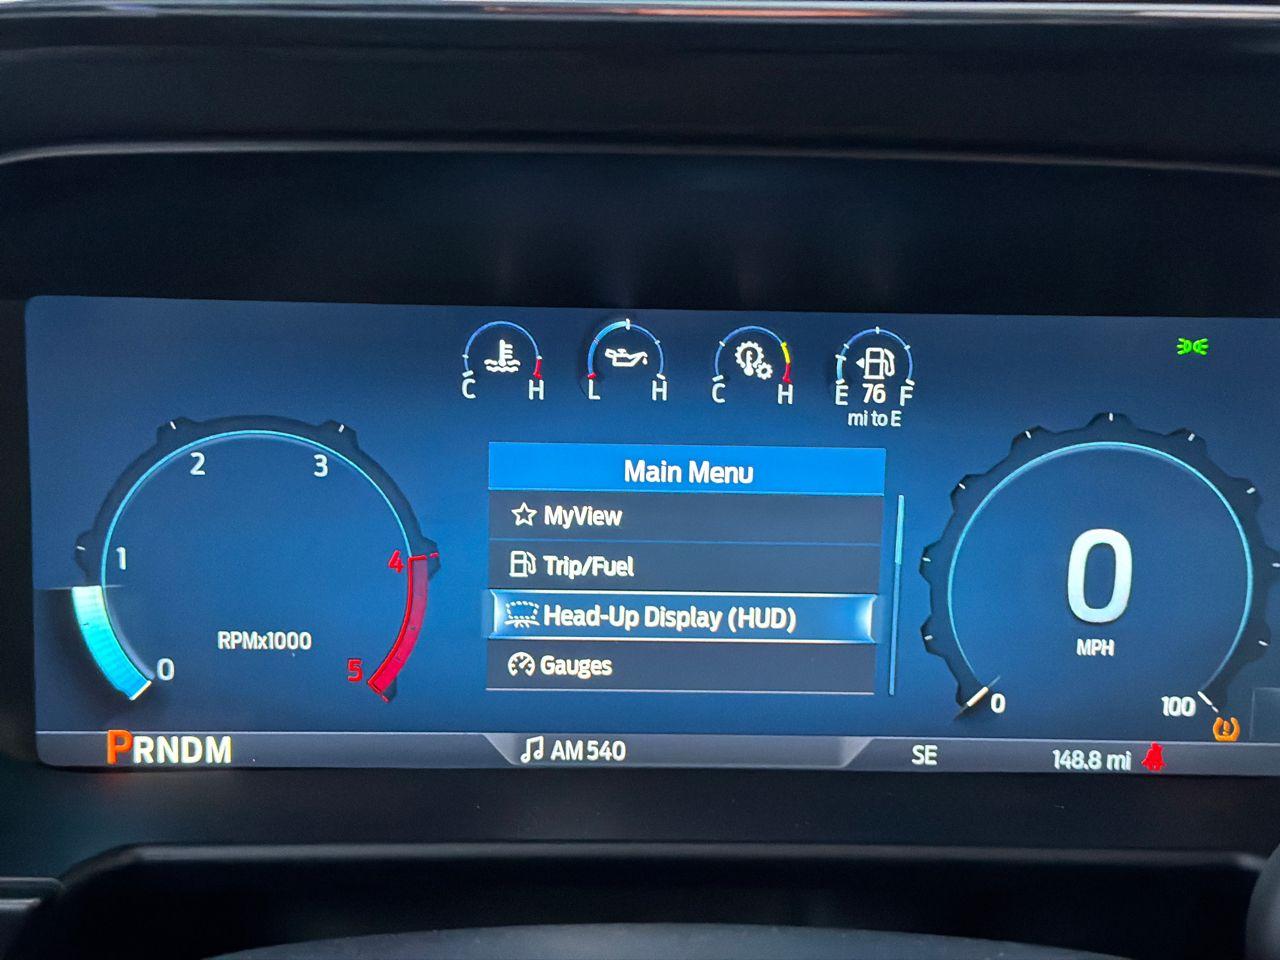 C H
L H
C H
E 76 F
mi to E
Main Menu
MyView
Trip/Fuel
Head-Up Display (HUD)
Gauges
0
1
2
3
4
5
RPMx1000
0
MPH
0
100
PRNDM
AM 540
SE
148.8 mi